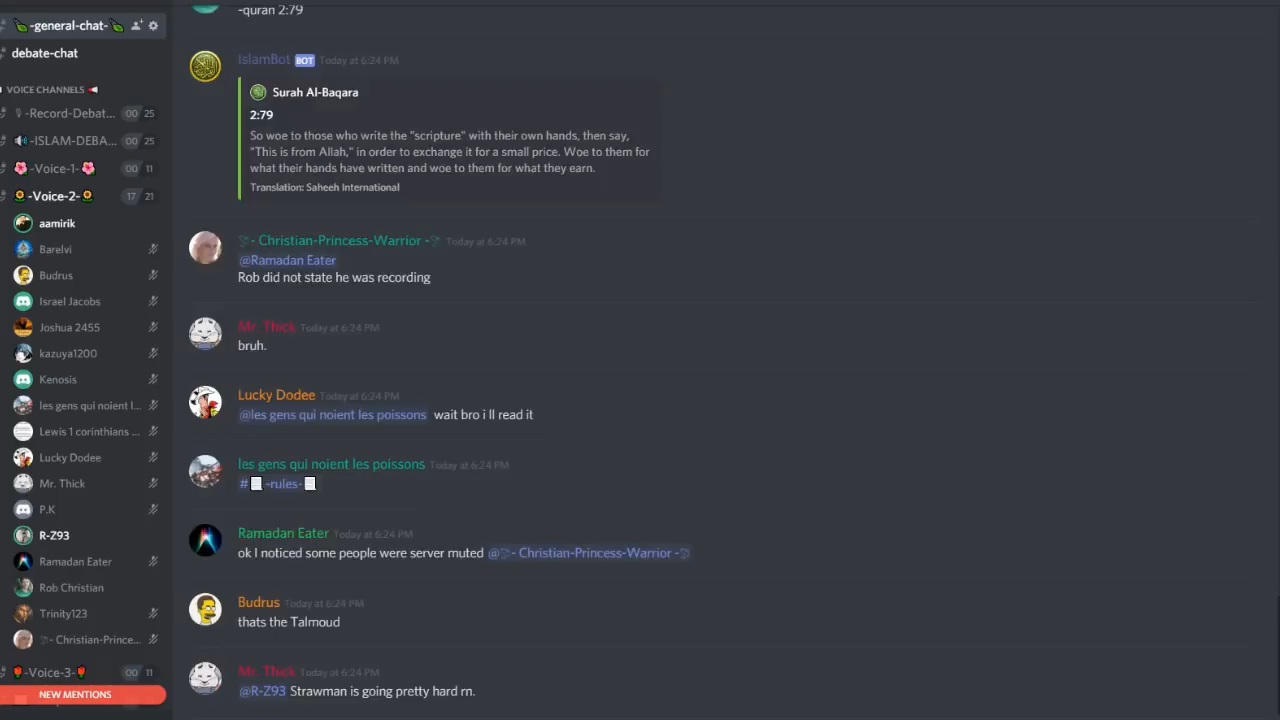 -general-chat-
debate-chat
VOICE CHANNELS
-Record-Debat... 00 25
-ISLAM-DEBA... 00 25
-Voice-1- 00 11
-Voice-2- 17 21
aamirik
Barelvi
Budrus
Israel Jacobs
Joshua 2455
kazuya1200
Kenosis
les gens qui noient l...
Lewis 1 corinthians ...
Lucky Dodee
Mr. Thick
P.K
R-Z93
Ramadan Eater
Rob Christian
Trinity123
- Christian-Prince...
-Voice-3- 00 11
NEW MENTIONS
-quran 2:79
IslamBot BOT Today at 6:24 PM
Surah Al-Baqara
2:79
So woe to those who write the "scripture" with their own hands, then say,
"This is from Allah," in order to exchange it for a small price. Woe to them for
what their hands have written and woe to them for what they earn.
Translation: Saheeh International
- Christian-Princess-Warrior - Today at 6:24 PM
@Ramadan Eater
Rob did not state he was recording
Mr. Thick Today at 6:24 PM
bruh.
Lucky Dodee Today at 6:24 PM
@les gens qui noient les poissons wait bro i ll read it
les gens qui noient les poissons Today at 6:24 PM
# -rules-
Ramadan Eater Today at 6:24 PM
ok I noticed some people were server muted @- Christian-Princess-Warrior -
Budrus Today at 6:24 PM
thats the Talmoud
Mr. Thick Today at 6:24 PM
@R-Z93 Strawman is going pretty hard rn.